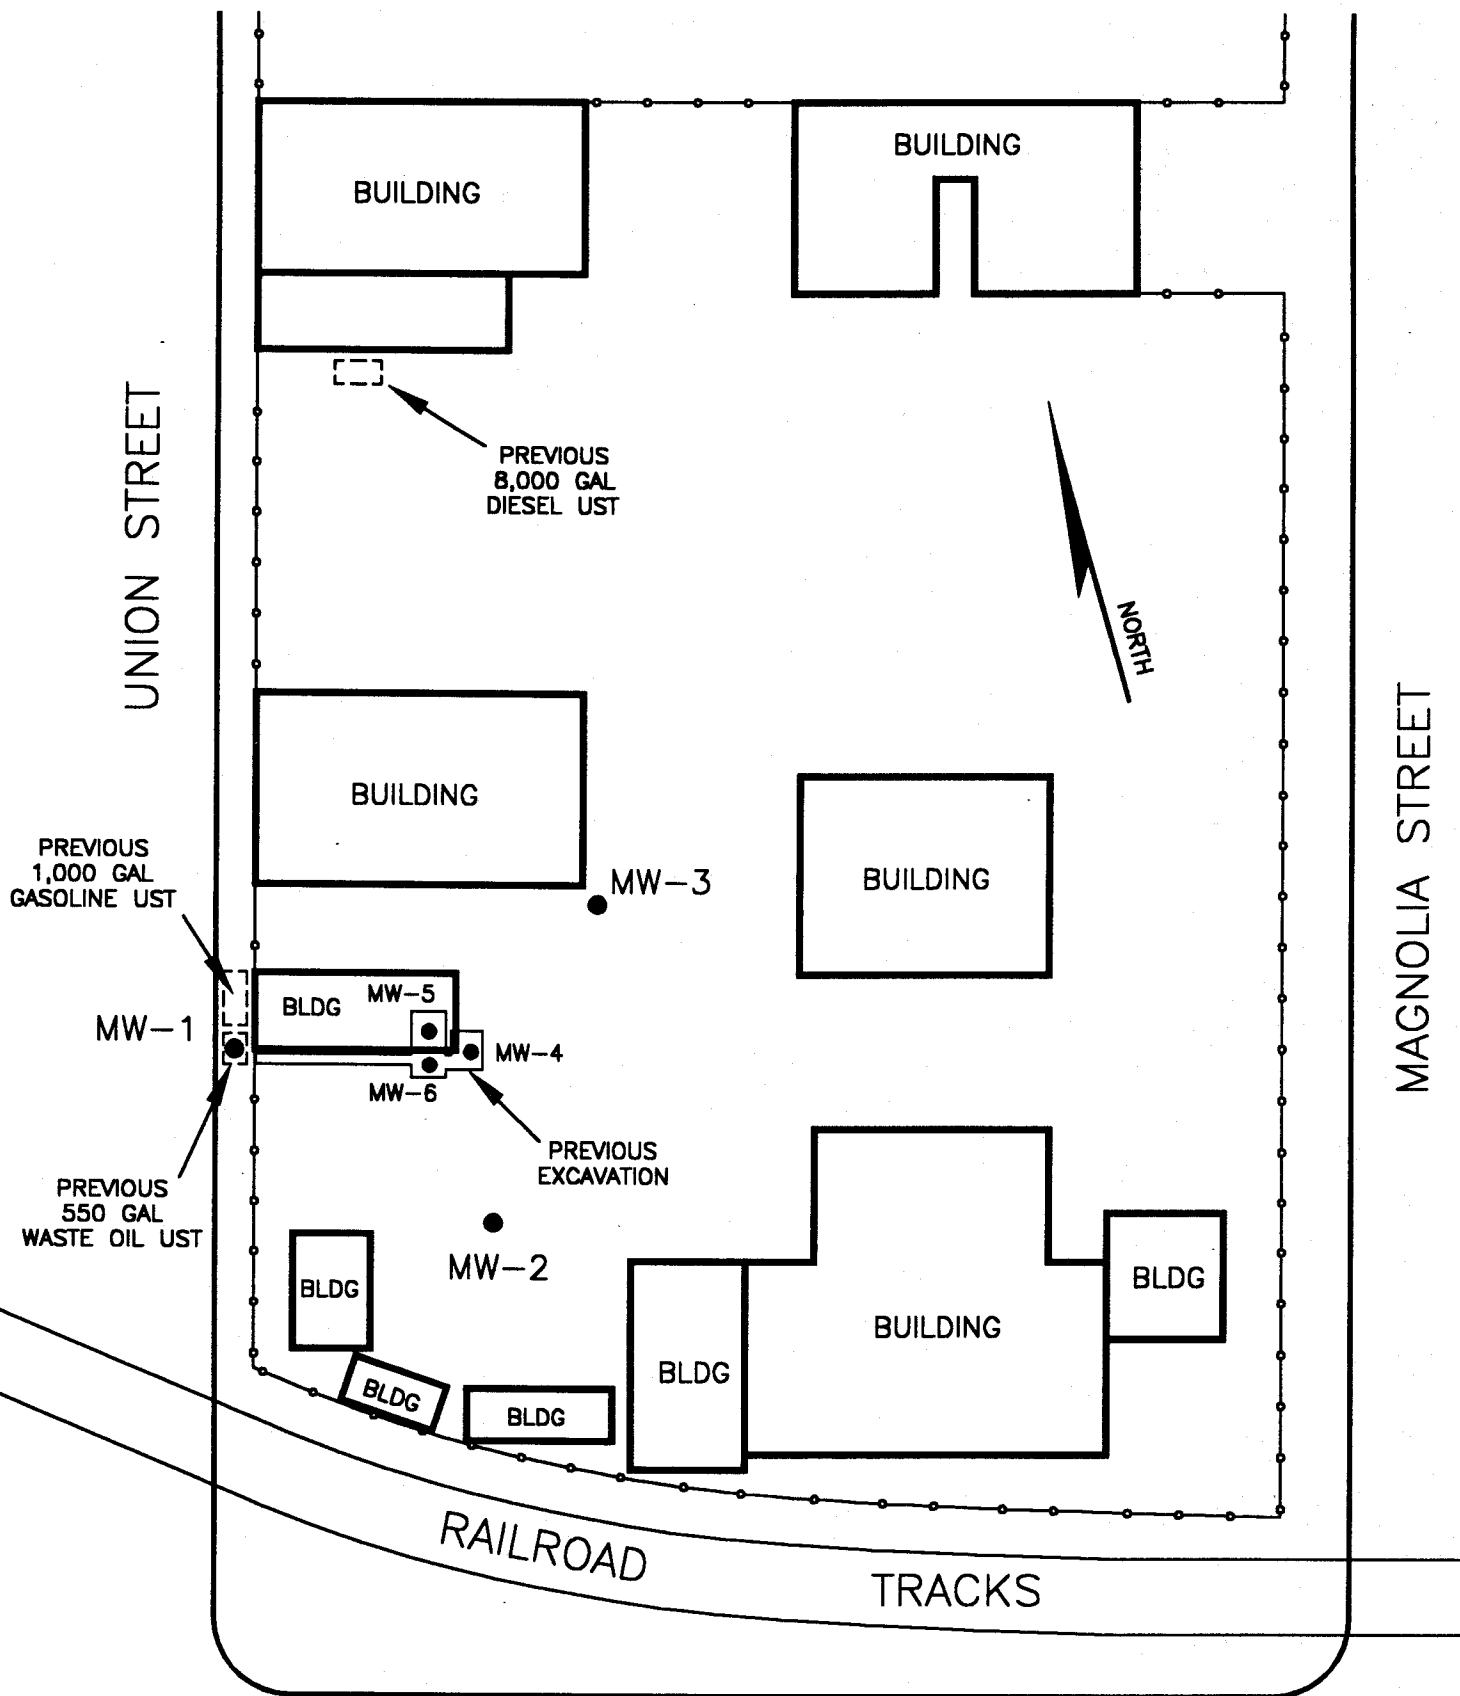 BUILDING
BUILDING
PREVIOUS
8,000 GAL
DIESEL UST
UNION STREET
NORTH
MAGNOLIA STREET
BUILDING
BUILDING
PREVIOUS
1,000 GAL
GASOLINE UST
MW-3
BLDG
MW-5
MW-1
MW-4
MW-6
PREVIOUS
EXCAVATION
PREVIOUS
550 GAL
WASTE OIL UST
MW-2
BLDG
BLDG
BLDG
BLDG
BUILDING
BLDG
RAILROAD TRACKS